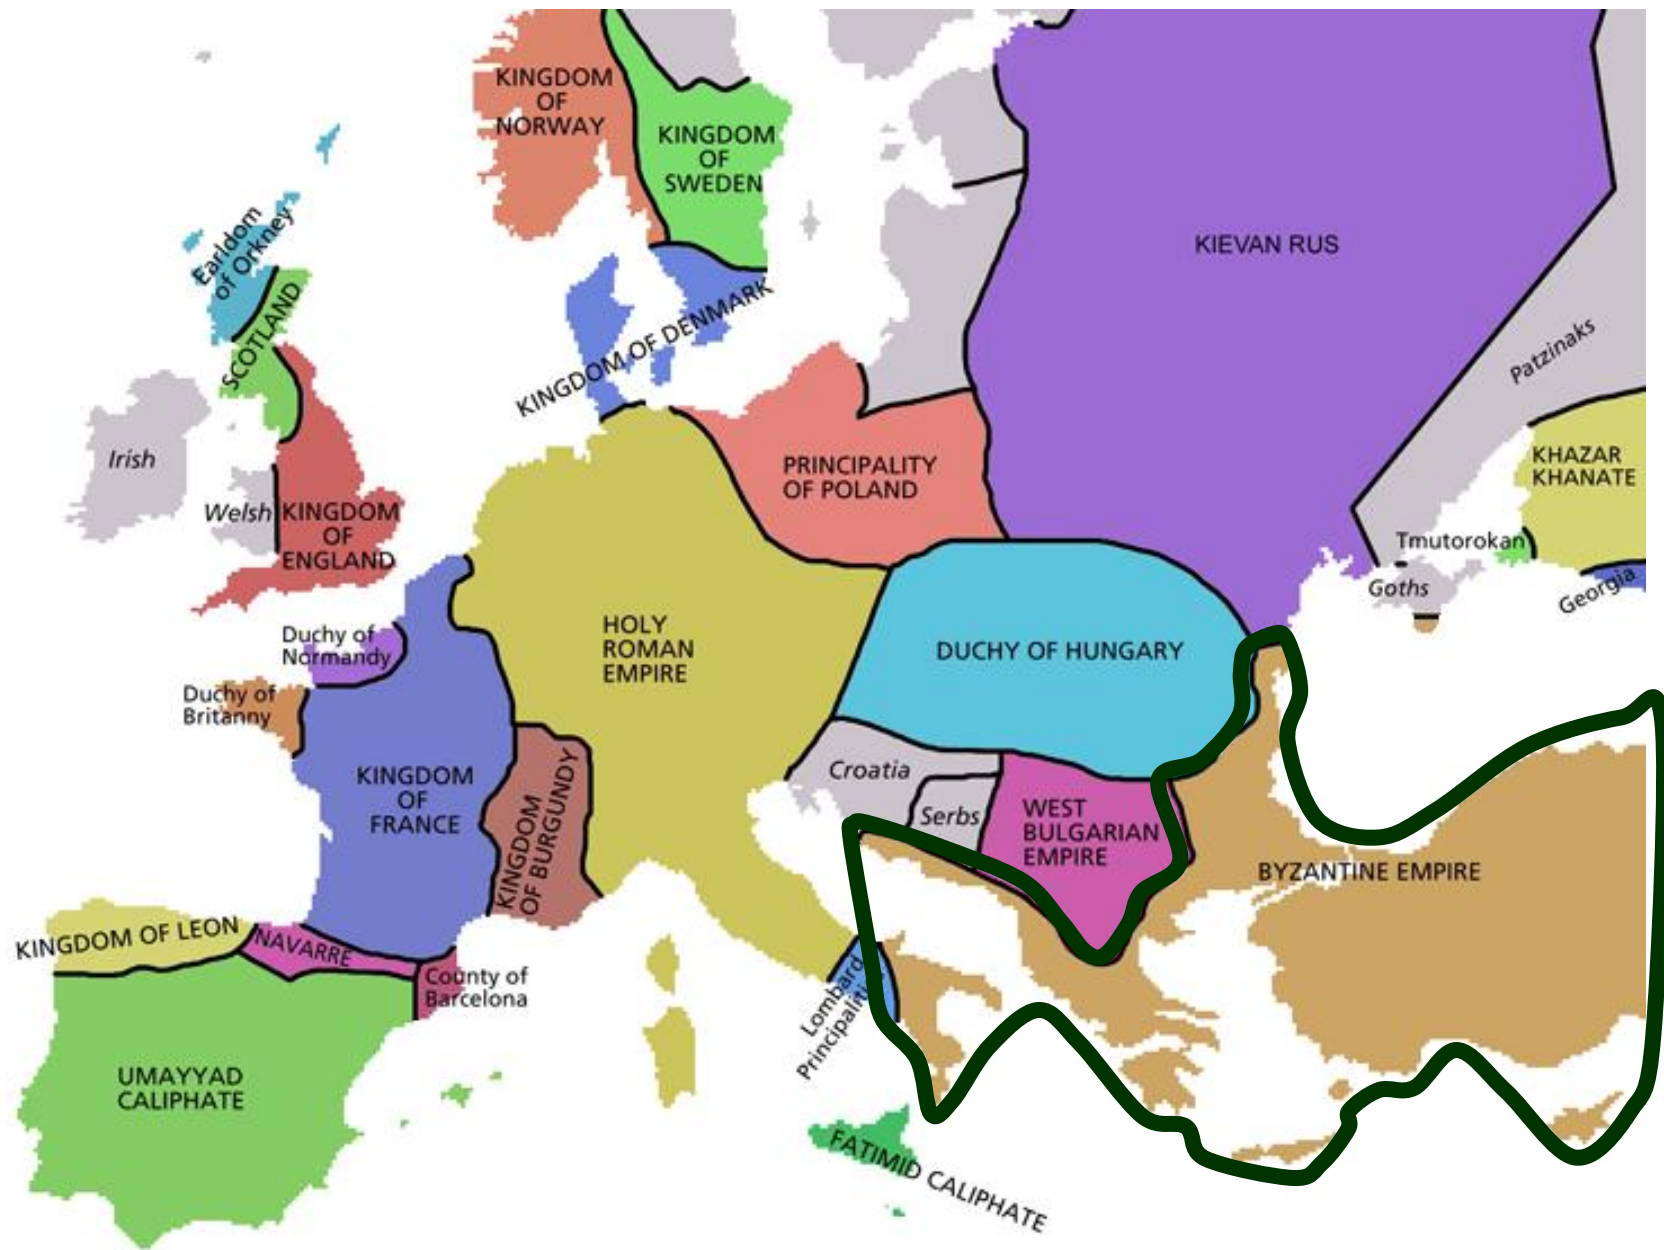 KINGDOM
OF
NORWAY
KINGDOM
OF
SWEDEN
KIEVAN RUS
Earldom
of Orkney
SCOTLAND
KINGDOM OF DENMARK
Patzinaks
Irish
Welsh
KINGDOM
OF
ENGLAND
PRINCIPALITY
OF POLAND
KHAZAR
KHANATE
Tmutorokan
Goths
Georgia
Duchy of
Normandy
Duchy of
Britanny
HOLY
ROMAN
EMPIRE
DUCHY OF HUNGARY
KINGDOM
OF
FRANCE
KINGDOM
OF BURGUNDY
Croatia
Serbs
WEST
BULGARIAN
EMPIRE
BYZANTINE EMPIRE
KINGDOM OF LEON
NAVARRE
County of
Barcelona
Lombard
Principalities
UMAYYAD
CALIPHATE
FATIMID CALIPHATE